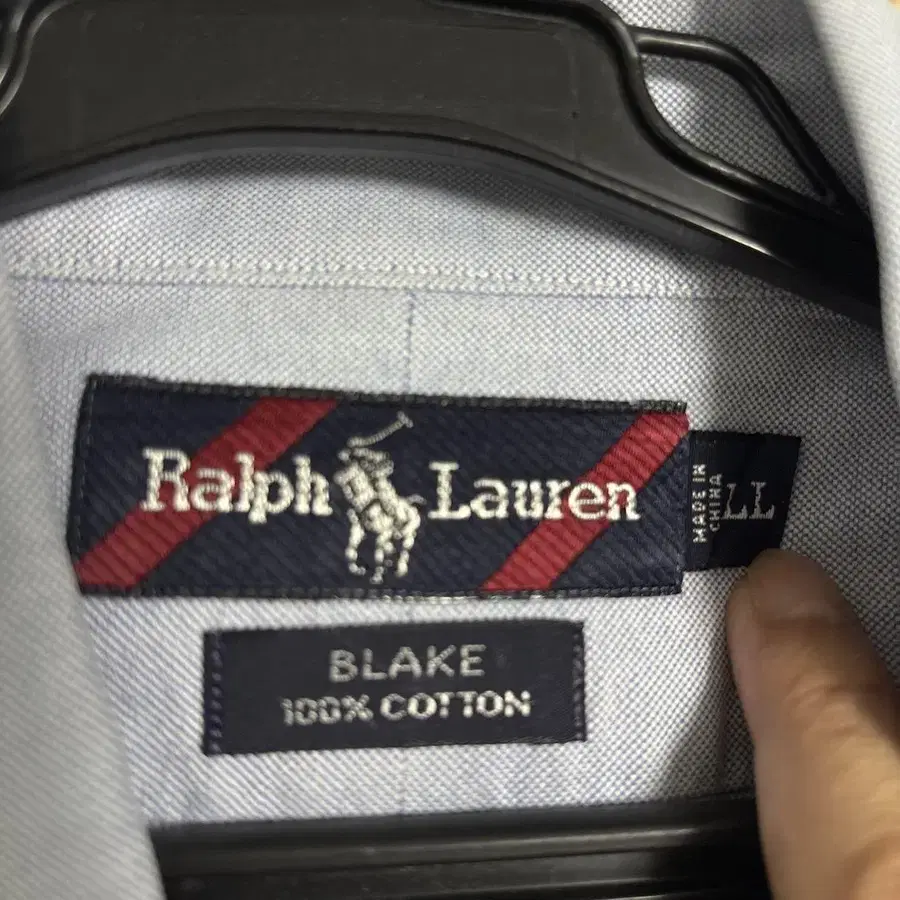 Ralph Lauren
MADE IN
CHINA
LL
BLAKE
100% COTTON